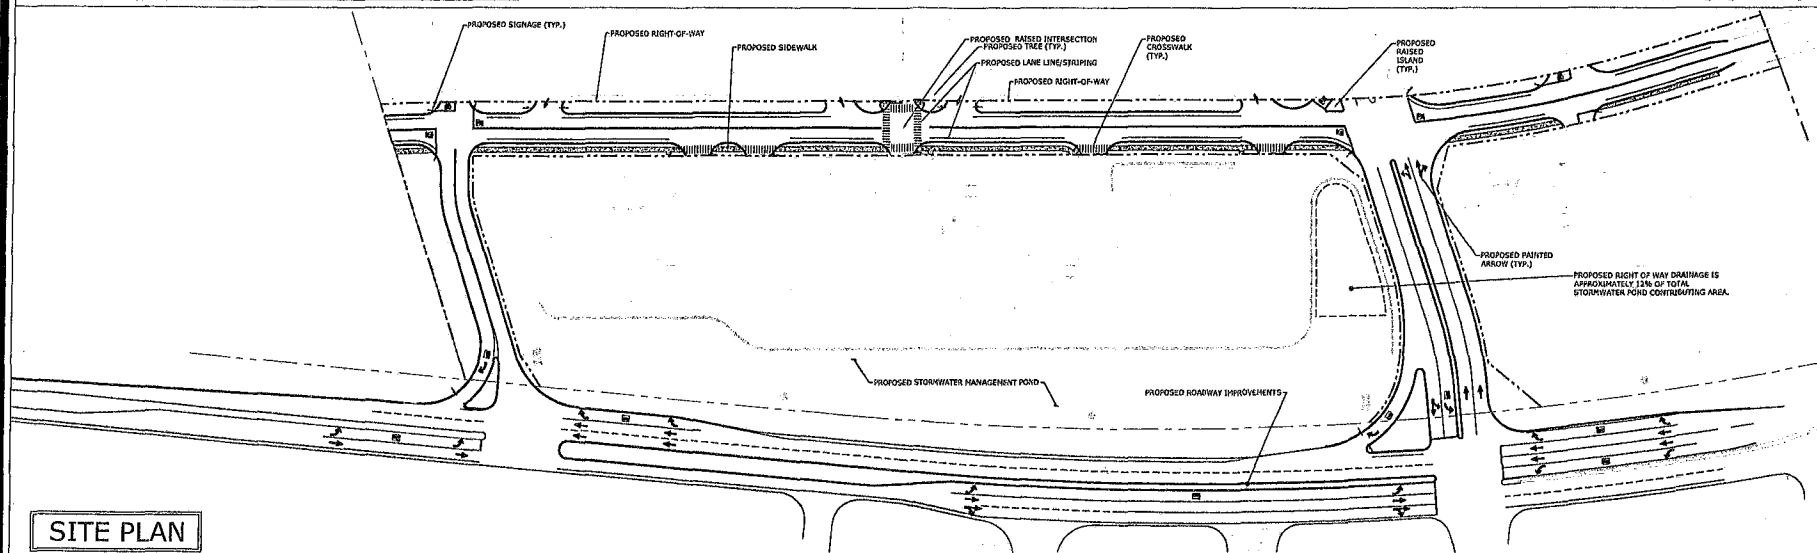 PROPOSED SIGNAGE (TYP.)
PROPOSED RIGHT-OF-WAY
PROPOSED SIDEWALK
PROPOSED RAISED INTERSECTION
PROPOSED TREE (TYP.)
PROPOSED LANE LINE/STRIPING
PROPOSED RIGHT-OF-WAY
PROPOSED
CROSSWALK
(TYP.)
PROPOSED
RAISED
ISLAND
(TYP.)
PROPOSED PAINTED
ARROW (TYP.)
PROPOSED RIGHT OF WAY DRAINAGE IS
APPROXIMATELY 12% OF TOTAL
STORMWATER POND CONTRIBUTING AREA.
PROPOSED STORMWATER MANAGEMENT POND
PROPOSED ROADWAY IMPROVEMENTS
SITE PLAN